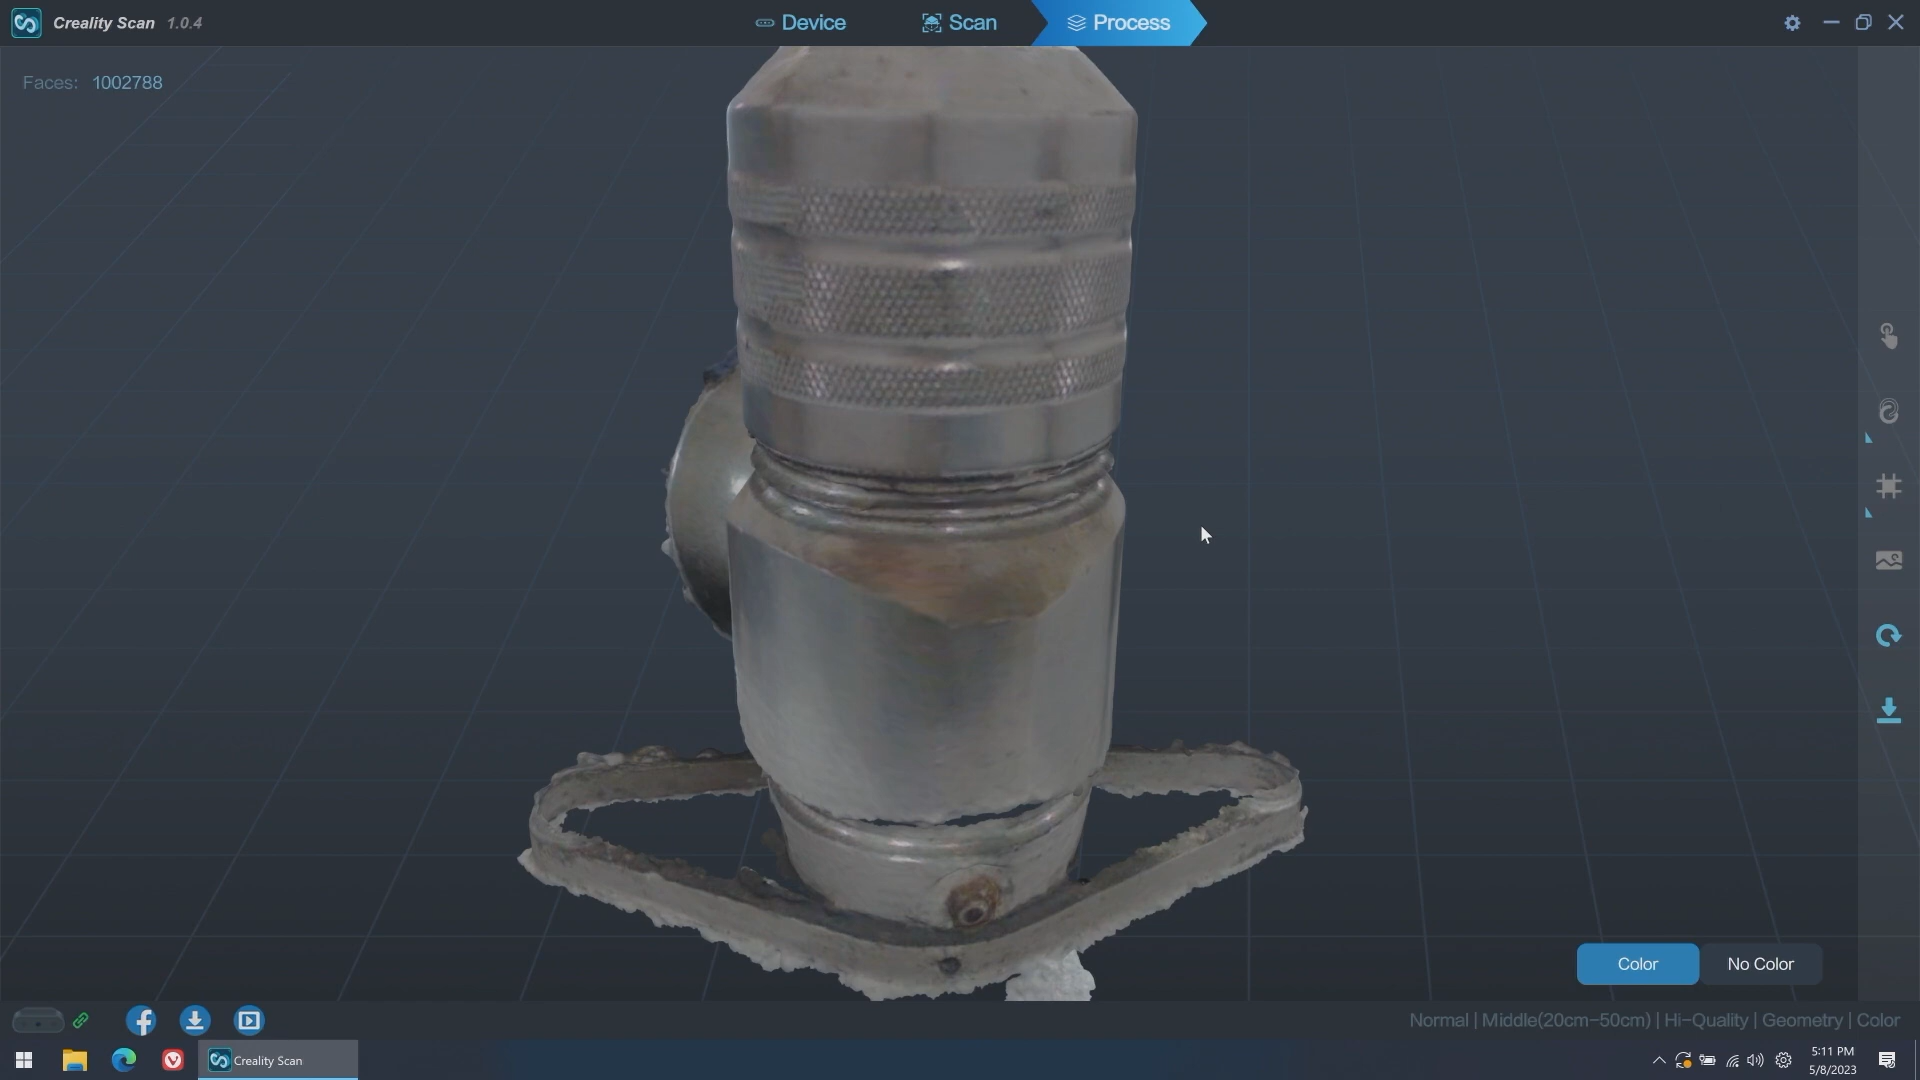 Creality Scan 1.0.4
Device
Scan
Process
Faces: 1002788
Color
No Color
Normal | Middle(20cm-50cm) | Hi-Quality | Geometry | Color
Creality Scan
5:11 PM
5/8/2023